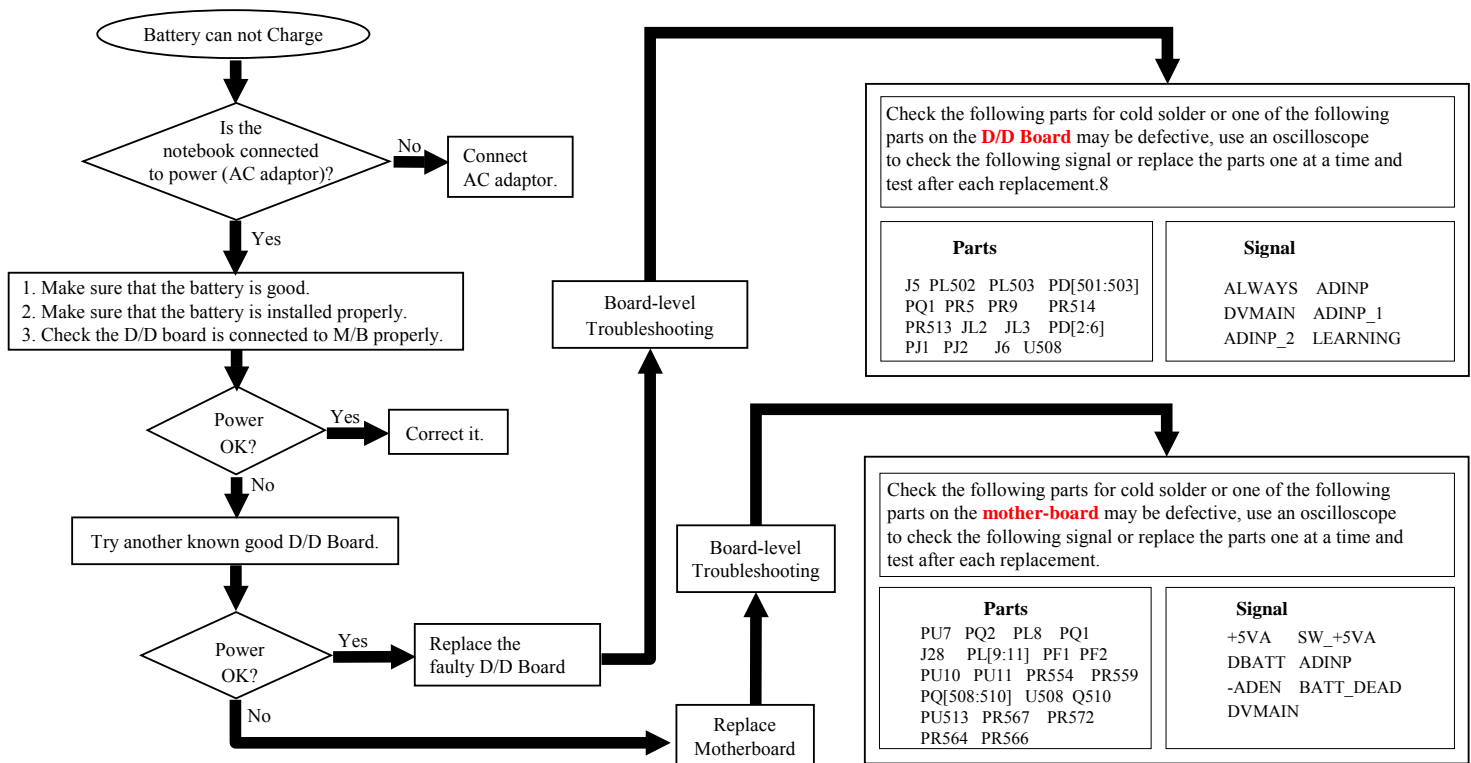 Battery can not Charge
Is the
notebook connected
to power (AC adaptor)?
No
Connect
AC adaptor.
Yes
1. Make sure that the battery is good.
2. Make sure that the battery is installed properly.
3. Check the D/D board is connected to M/B properly.
Power
OK?
Yes
Correct it.
No
Try another known good D/D Board.
Power
OK?
Yes
Replace the
faulty D/D Board
No
Replace
Motherboard
Board-level
Troubleshooting
Check the following parts for cold solder or one of the following
parts on the D/D Board may be defective, use an oscilloscope
to check the following signal or replace the parts one at a time and
test after each replacement.8
Parts
J5 PL502 PL503 PD[501:503]
PQ1 PR5 PR9 PR514
PR513 JL2 JL3 PD[2:6]
PJ1 PJ2 J6 U508
Signal
ALWAYS ADINP
DVMAIN ADINP_1
ADINP_2 LEARNING
Board-level
Troubleshooting
Check the following parts for cold solder or one of the following
parts on the mother-board may be defective, use an oscilloscope
to check the following signal or replace the parts one at a time and
test after each replacement.
Parts
PU7 PQ2 PL8 PQ1
J28 PL[9:11] PF1 PF2
PU10 PU11 PR554 PR559
PQ[508:510] U508 Q510
PU513 PR567 PR572
PR564 PR566
Signal
+5VA SW_+5VA
DBATT ADINP
-ADEN BATT_DEAD
DVMAIN